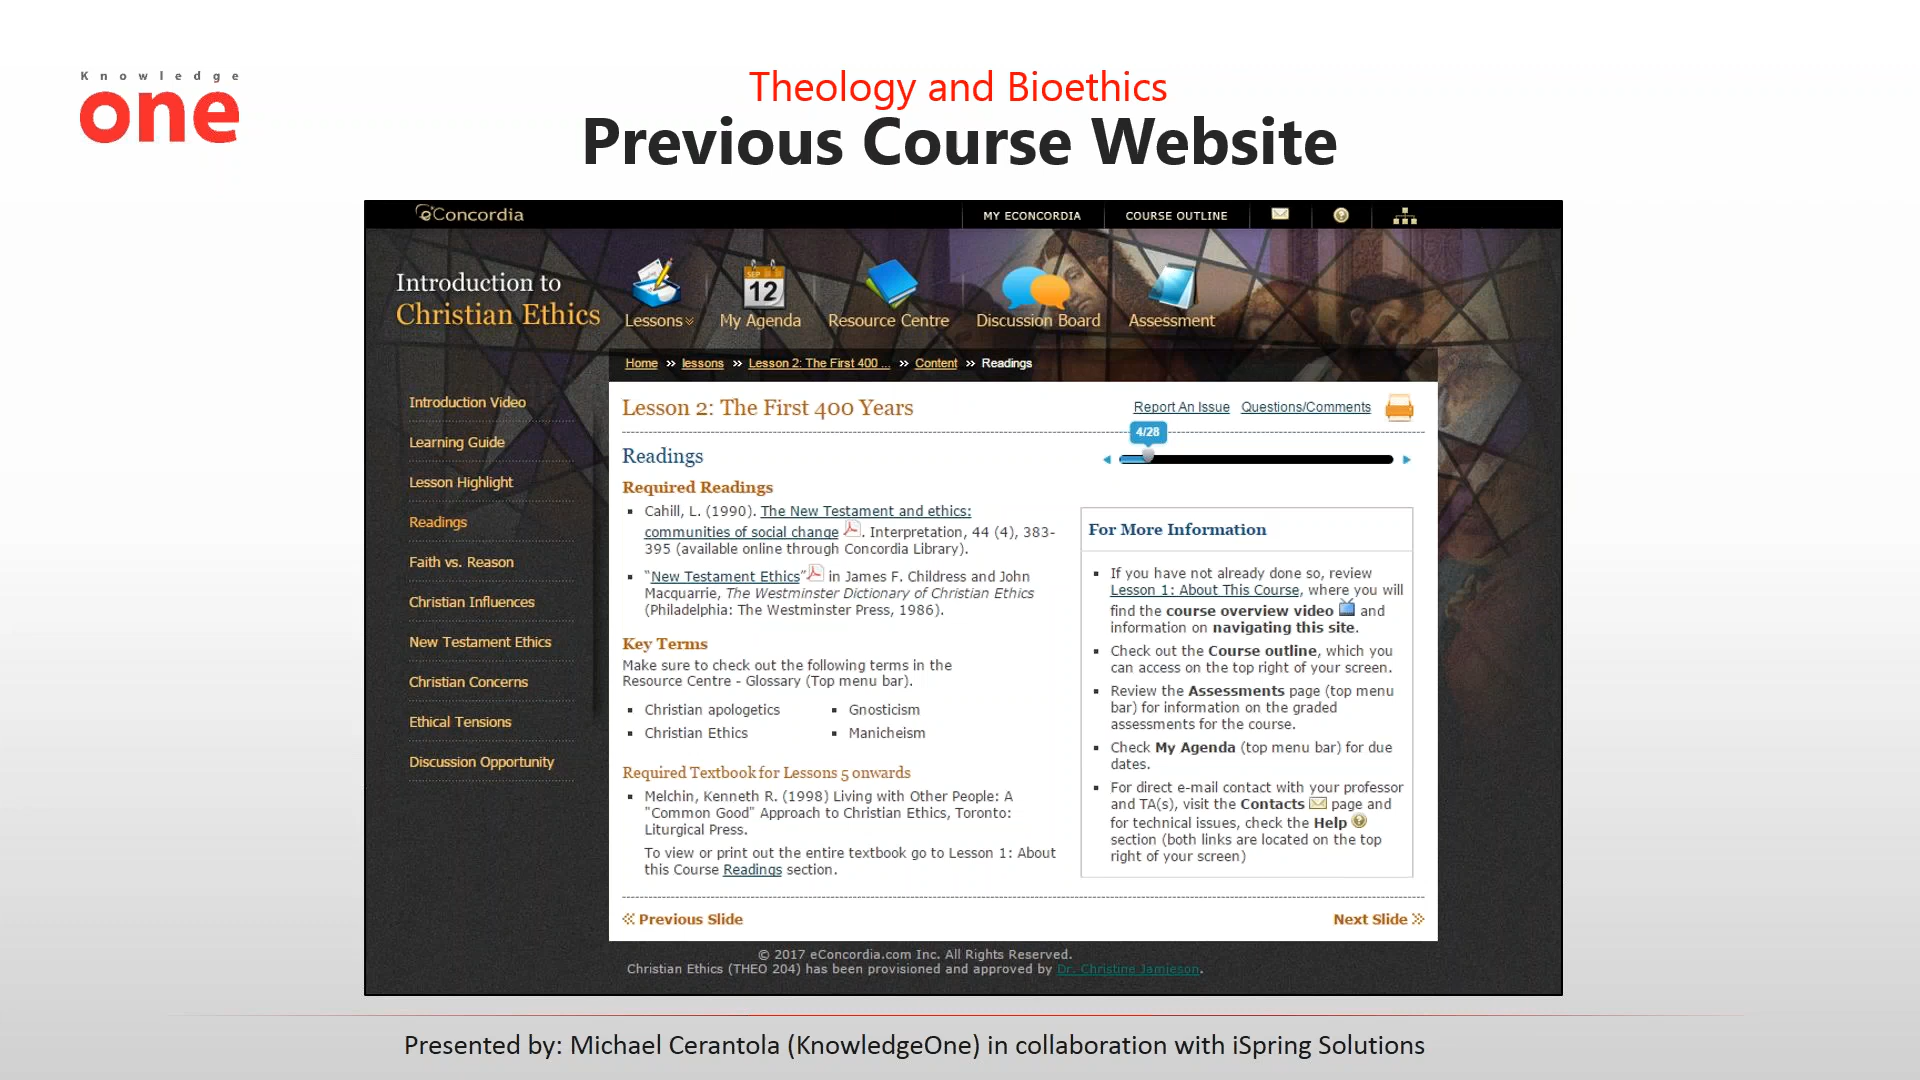 Knowledge
one
Theology and Bioethics
Previous Course Website
eConcordia
MY ECONCORDIA
COURSE OUTLINE
Introduction to
Christian Ethics
SEP
12
Lessons
My Agenda
Resource Centre
Discussion Board
Assessment
Home » lessons » Lesson 2: The First 400 ... » Content » Readings
Introduction Video
Learning Guide
Lesson Highlight
Readings
Faith vs. Reason
Christian Influences
New Testament Ethics
Christian Concerns
Ethical Tensions
Discussion Opportunity
Lesson 2: The First 400 Years
Report An Issue
Questions/Comments
4/28
Readings
Required Readings
▪ Cahill, L. (1990). The New Testament and ethics:
communities of social change . Interpretation, 44 (4), 383-
395 (available online through Concordia Library).
▪ “New Testament Ethics” in James F. Childress and John
Macquarrie, The Westminster Dictionary of Christian Ethics
(Philadelphia: The Westminster Press, 1986).
Key Terms
Make sure to check out the following terms in the
Resource Centre - Glossary (Top menu bar).
▪ Christian apologetics
▪ Christian Ethics
▪ Gnosticism
▪ Manicheism
Required Textbook for Lessons 5 onwards
▪ Melchin, Kenneth R. (1998) Living with Other People: A
"Common Good" Approach to Christian Ethics, Toronto:
Liturgical Press.
To view or print out the entire textbook go to Lesson 1: About
this Course Readings section.
For More Information
▪ If you have not already done so, review
Lesson 1: About This Course, where you will
find the course overview video and
information on navigating this site.
▪ Check out the Course outline, which you
can access on the top right of your screen.
▪ Review the Assessments page (top menu
bar) for information on the graded
assessments for the course.
▪ Check My Agenda (top menu bar) for due
dates.
▪ For direct e-mail contact with your professor
and TA(s), visit the Contacts page and
for technical issues, check the Help
section (both links are located on the top
right of your screen)
« Previous Slide
Next Slide »
© 2017 eConcordia.com Inc. All Rights Reserved.
Christian Ethics (THEO 204) has been provisioned and approved by Dr. Christine Jamieson.
Presented by: Michael Cerantola (KnowledgeOne) in collaboration with iSpring Solutions